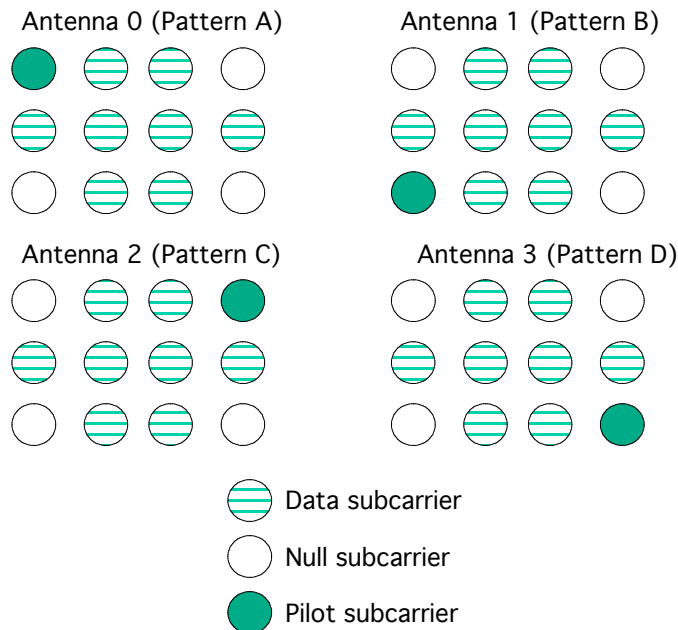 Antenna 0 (Pattern A)
Antenna 1 (Pattern B)
Antenna 2 (Pattern C)
Antenna 3 (Pattern D)
Data subcarrier
Null subcarrier
Pilot subcarrier